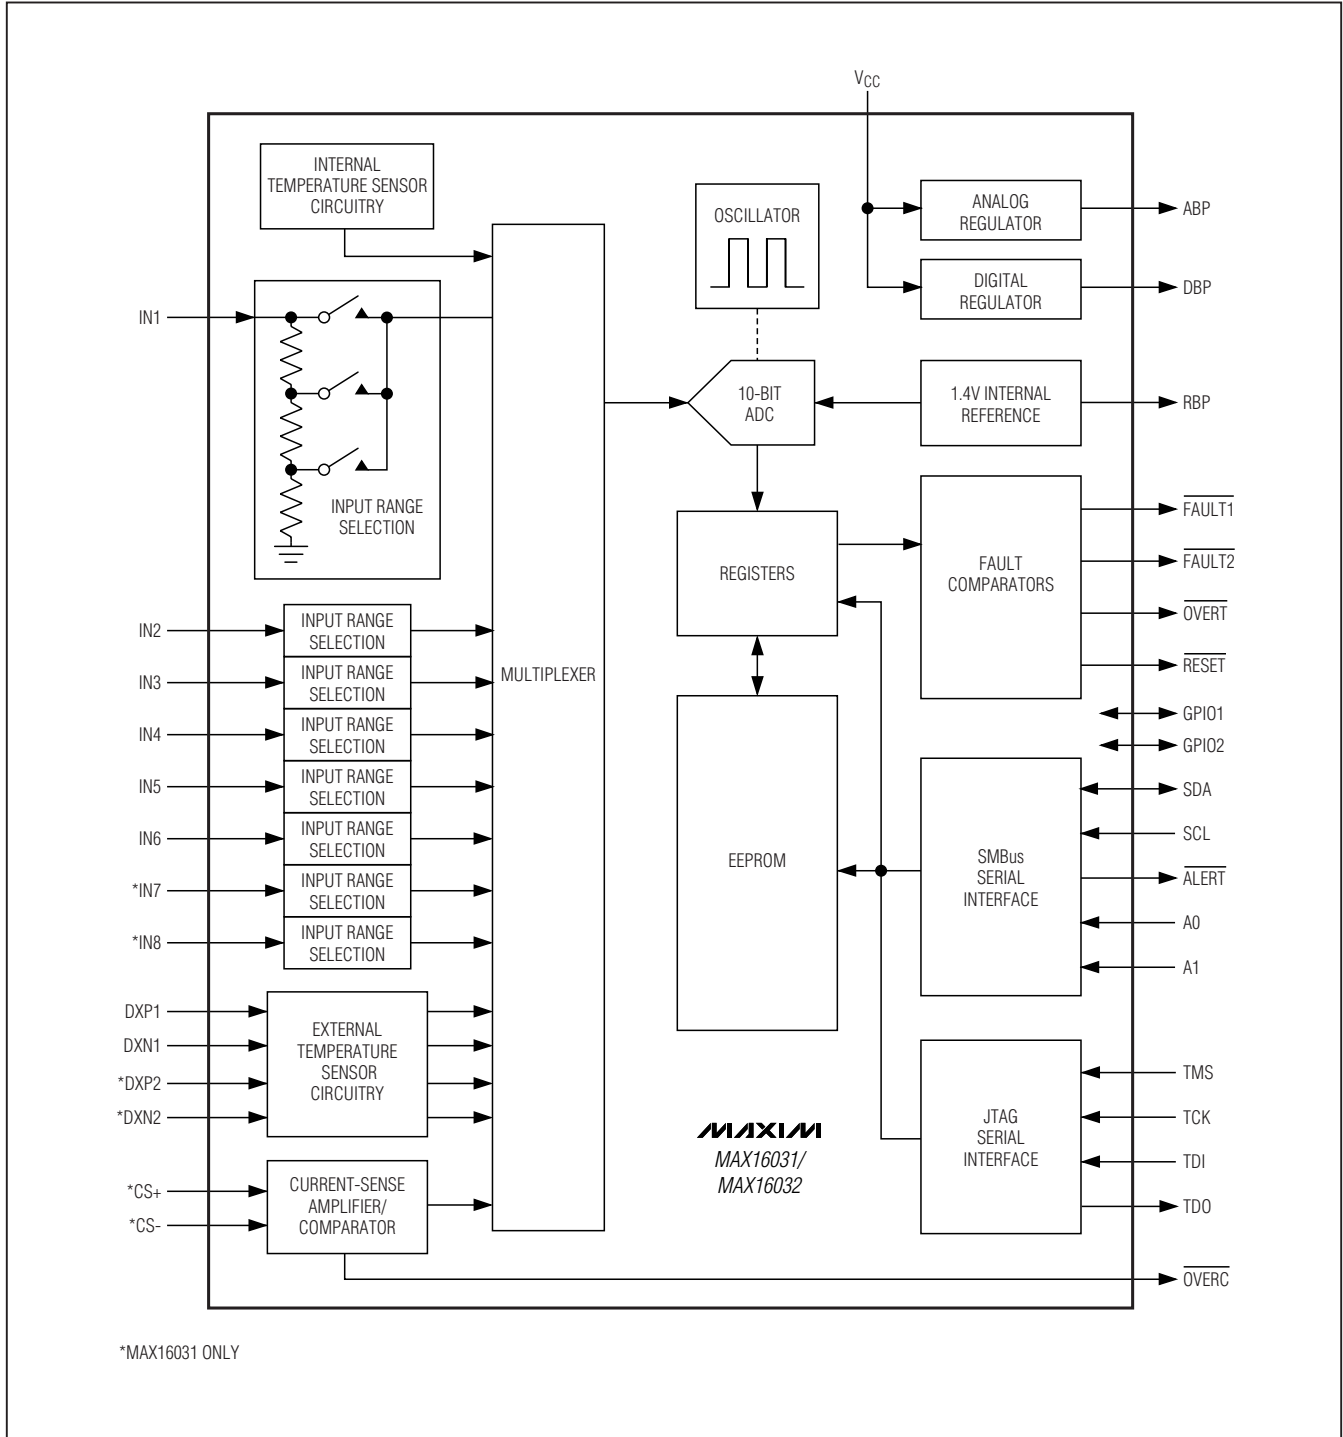 VCC
INTERNAL
TEMPERATURE SENSOR
CIRCUITRY
OSCILLATOR
ANALOG
REGULATOR
ABP
DIGITAL
REGULATOR
DBP
IN1
INPUT RANGE
SELECTION
10-BIT
ADC
1.4V INTERNAL
REFERENCE
RBP
REGISTERS
FAULT
COMPARATORS
FAULT1
FAULT2
OVERT
RESET
GPIO1
GPIO2
IN2
INPUT RANGE
SELECTION
IN3
INPUT RANGE
SELECTION
IN4
INPUT RANGE
SELECTION
IN5
INPUT RANGE
SELECTION
IN6
INPUT RANGE
SELECTION
*IN7
INPUT RANGE
SELECTION
*IN8
INPUT RANGE
SELECTION
MULTIPLEXER
EEPROM
SMBus
SERIAL
INTERFACE
SDA
SCL
ALERT
A0
A1
DXP1
DXN1
*DXP2
*DXN2
EXTERNAL
TEMPERATURE
SENSOR
CIRCUITRY
*CS+
*CS-
CURRENT-SENSE
AMPLIFIER/
COMPARATOR
MAXIM
MAX16031/
MAX16032
JTAG
SERIAL
INTERFACE
TMS
TCK
TDI
TDO
OVERC
*MAX16031 ONLY